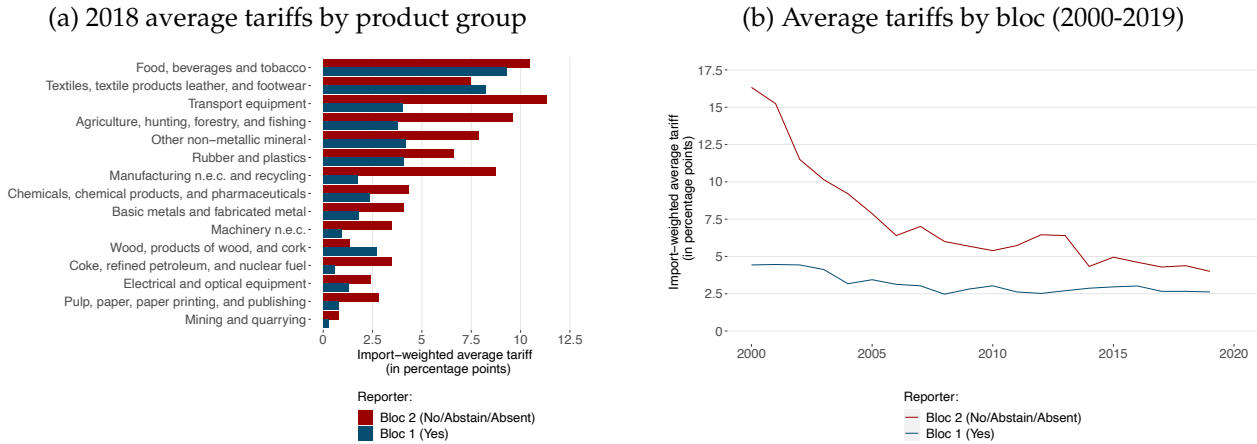 (a) 2018 average tariffs by product group
Food, beverages and tobacco
Textiles, textile products leather, and footwear
Transport equipment
Agriculture, hunting, forestry, and fishing
Other non−metallic mineral
Rubber and plastics
Manufacturing n.e.c. and recycling
Chemicals, chemical products, and pharmaceuticals
Basic metals and fabricated metal
Machinery n.e.c.
Wood, products of wood, and cork
Coke, refined petroleum, and nuclear fuel
Electrical and optical equipment
Pulp, paper, paper printing, and publishing
Mining and quarrying
0 2.5 5 7.5 10 12.5
Import−weighted average tariff
(in percentage points)
Reporter:
Bloc 2 (No/Abstain/Absent)
Bloc 1 (Yes)
(b) Average tariffs by bloc (2000-2019)
Import−weighted average tariff
(in percentage points)
17.5
15
12.5
10
7.5
5
2.5
0
2000 2005 2010 2015 2020
Reporter:
Bloc 2 (No/Abstain/Absent)
Bloc 1 (Yes)